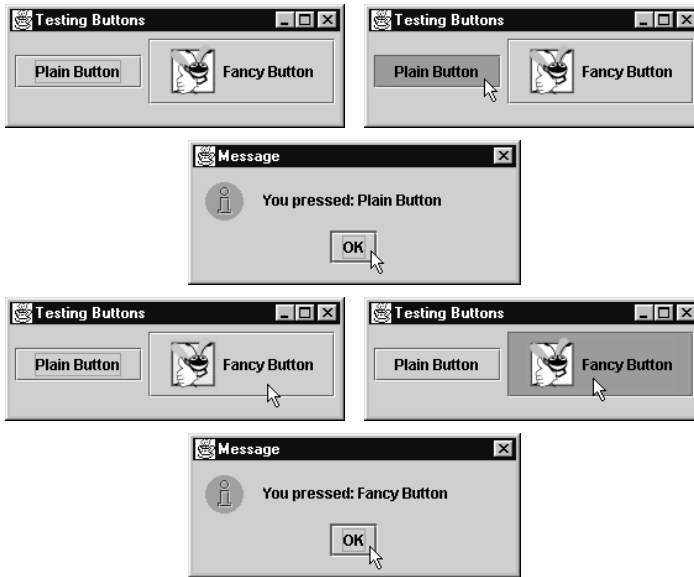 Testing Buttons
Plain Button
Fancy Button
Testing Buttons
Plain Button
Fancy Button
Message
You pressed: Plain Button
OK
Testing Buttons
Plain Button
Fancy Button
Testing Buttons
Plain Button
Fancy Button
Message
You pressed: Fancy Button
OK